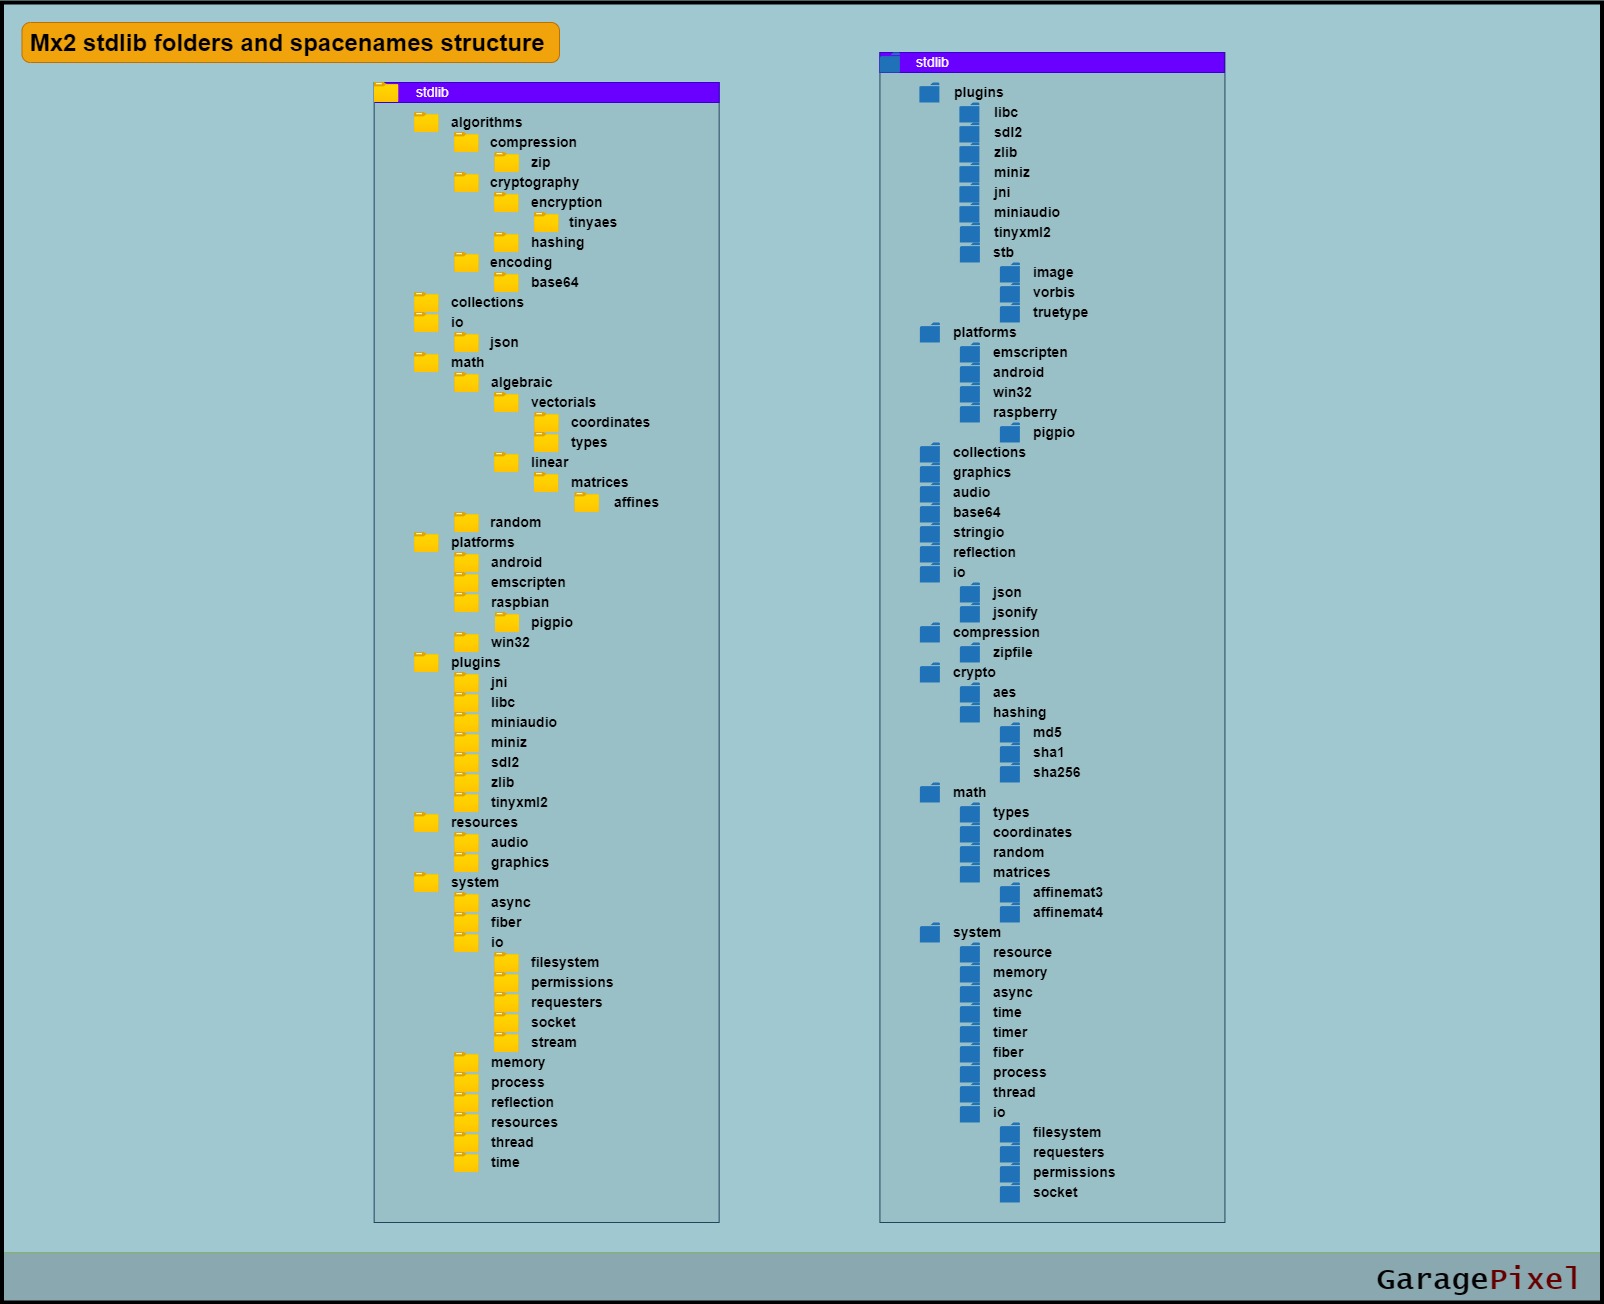 Mx2 stdlib folders and spacenames structure
stdlib
algorithms
compression
zip
cryptography
encryption
tinyaes
hashing
encoding
base64
collections
io
json
math
algebraic
vectorials
coordinates
types
linear
matrices
affines
random
platforms
android
emscripten
raspbian
pigpio
win32
plugins
jni
libc
miniaudio
miniz
sdl2
zlib
tinyxml2
resources
audio
graphics
system
async
fiber
io
filesystem
permissions
requesters
socket
stream
memory
process
reflection
resources
thread
time
stdlib
plugins
libc
sdl2
zlib
miniz
jni
miniaudio
tinyxml2
stb
image
vorbis
truetype
platforms
emscripten
android
win32
raspberry
pigpio
collections
graphics
audio
base64
stringio
reflection
io
json
jsonify
compression
zipfile
crypto
aes
hashing
md5
sha1
sha256
math
types
coordinates
random
matrices
affinemat3
affinemat4
system
resource
memory
async
time
timer
fiber
process
thread
io
filesystem
requesters
permissions
socket
GaragePixel